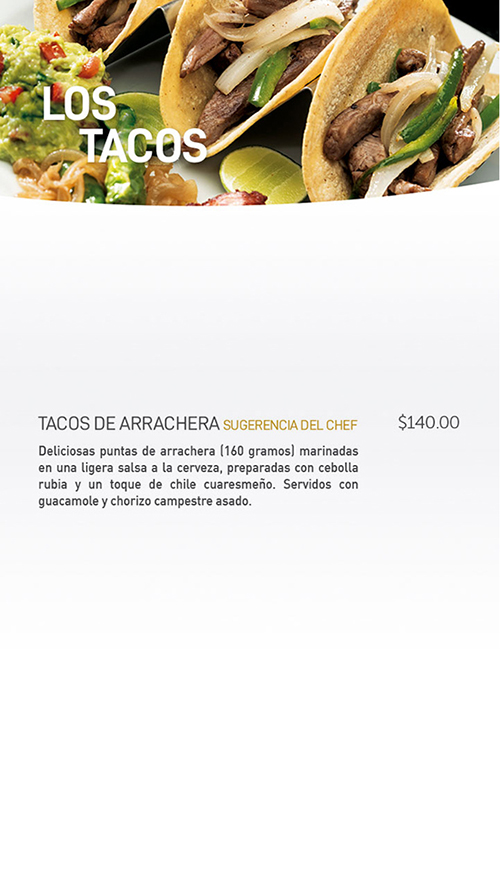 LOS
TACOS
TACOS DE ARRACHERA SUGERENCIA DEL CHEF $140.00
Deliciosas puntas de arrachera (160 gramos) marinadas
en una ligera salsa a la cerveza, preparadas con cebolla
rubia y un toque de chile cuaresmeño. Servidos con
guacamole y chorizo campestre asado.